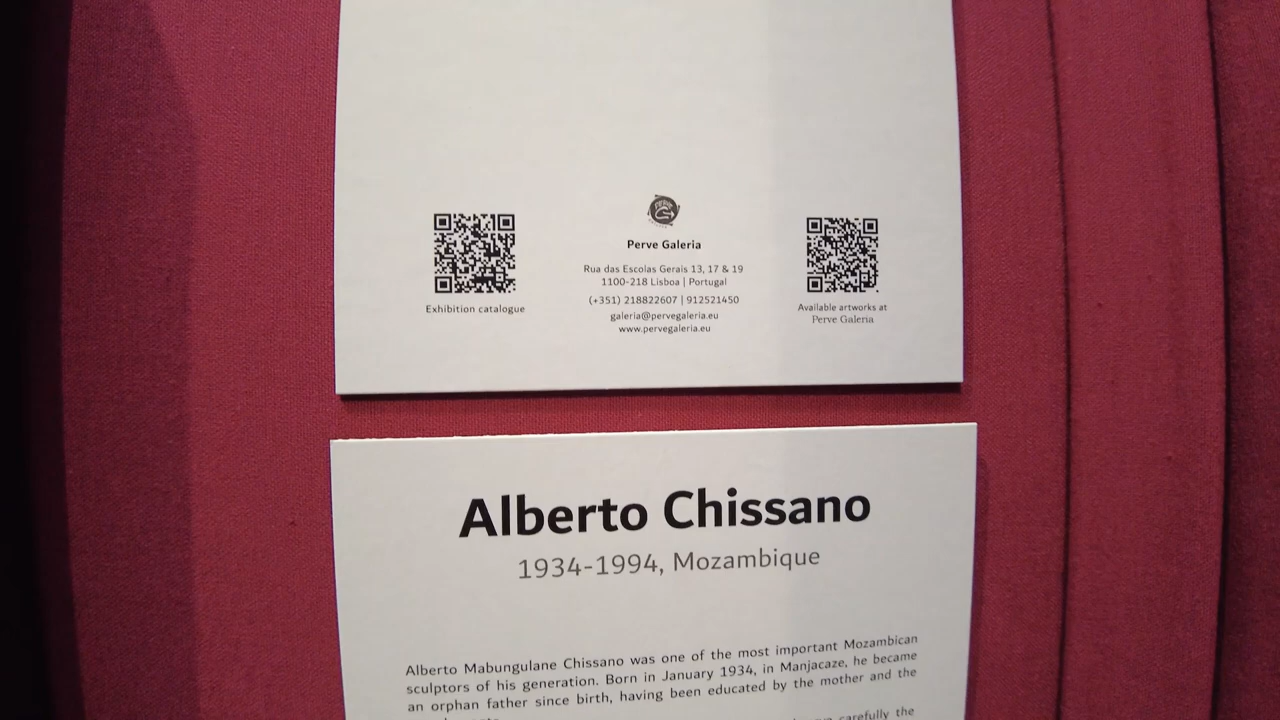 Perve Galeria
Rua das Escolas Gerais 13, 17 & 19
1100-218 Lisboa | Portugal
(+351) 218822607 | 912521450
galeria@pervegaleria.eu
www.pervegaleria.eu
Exhibition catalogue
Available artworks at
Perve Galeria
Alberto Chissano
1934-1994, Mozambique
Alberto Mabungulane Chissano was one of the most important Mozambican
sculptors of his generation. Born in January 1934, in Manjacaze, he became
an orphan father since birth, having been educated by the mother and the
carefully the